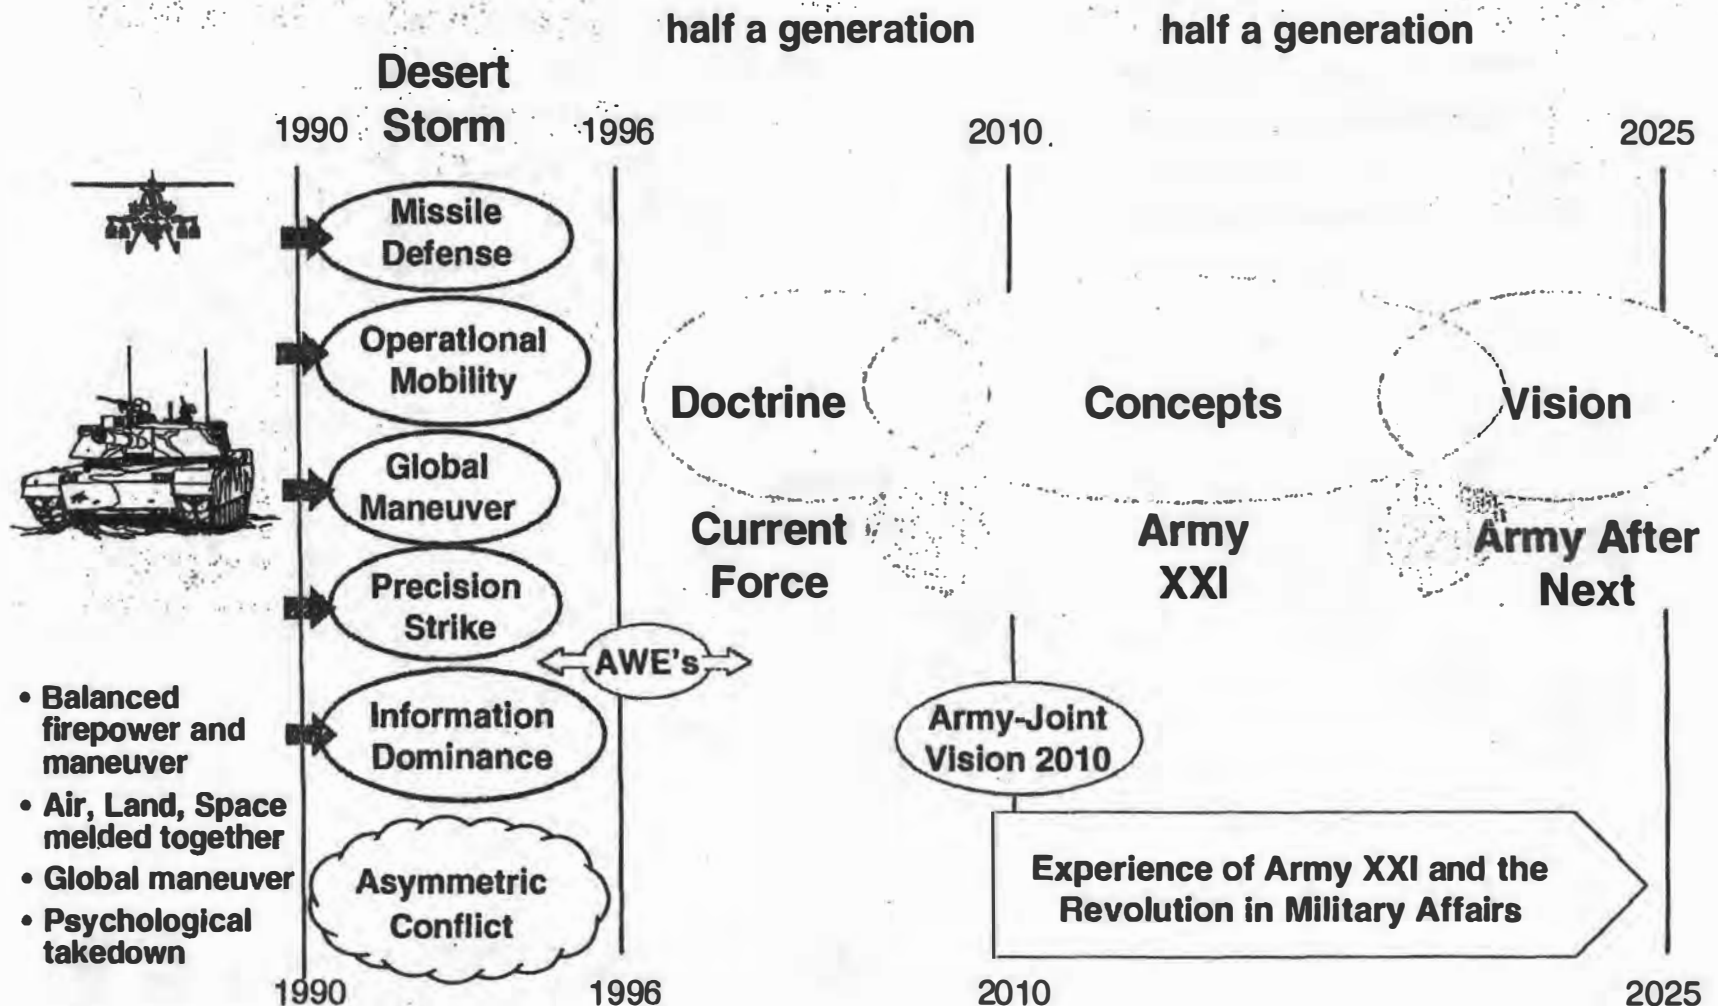 half a generation
half a generation
Desert
Storm
1990
1996
2010
2025
Missile
Defense
Operational
Mobility
Global
Maneuver
Precision
Strike
Information
Dominance
Asymmetric
Conflict
AWE's
Doctrine
Concepts
Vision
Current
Force
Army
XXI
Army After
Next
Army-Joint
Vision 2010
Experience of Army XXI and the
Revolution in Military Affairs
• Balanced
firepower and
maneuver
• Air, Land, Space
melded together
• Global maneuver
• Psychological
takedown
1990
1996
2010
2025